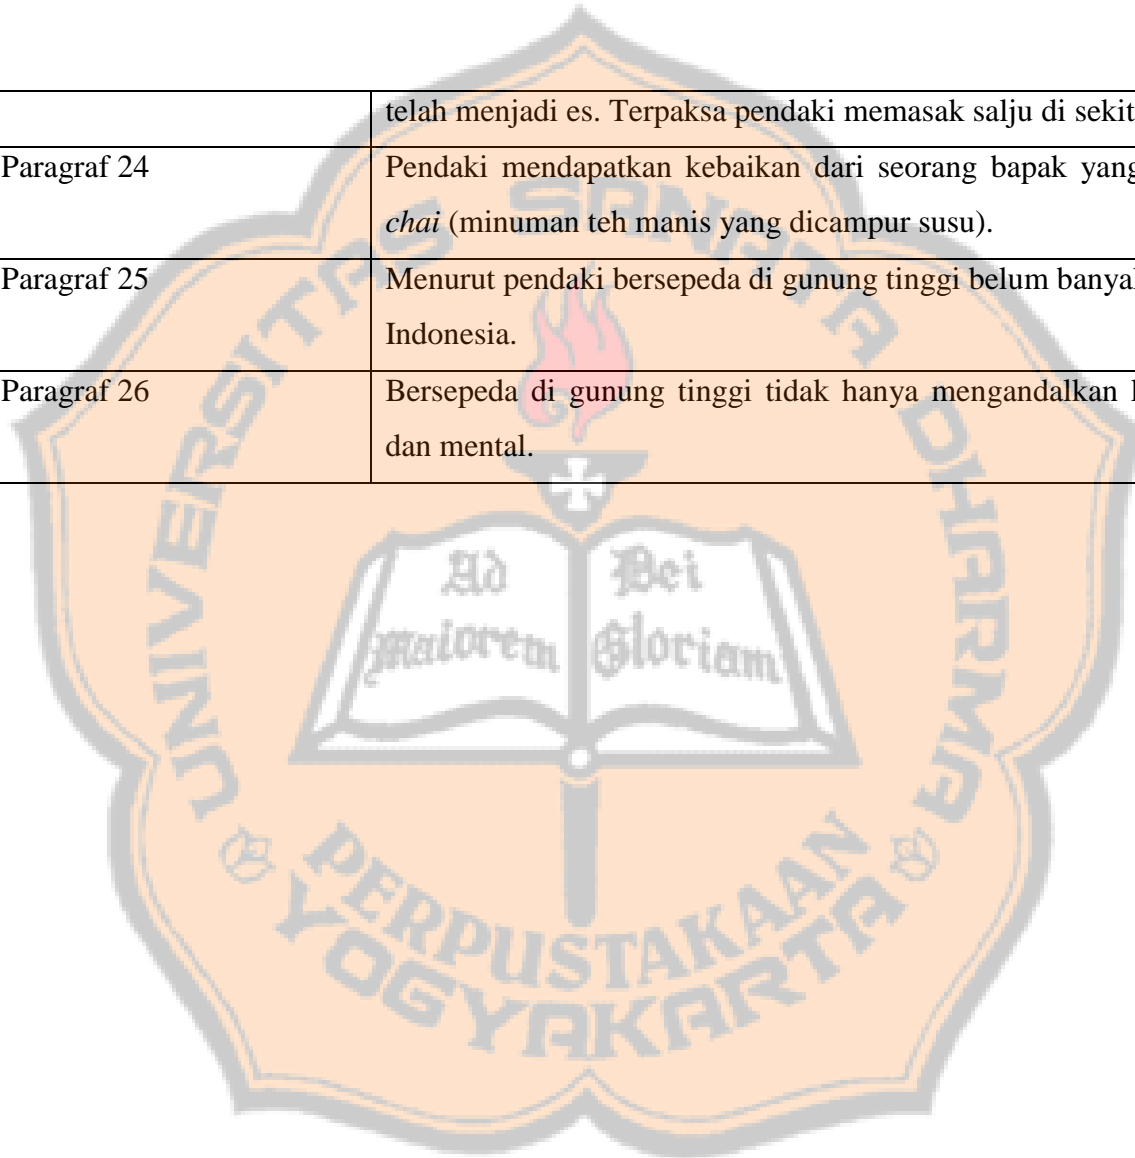 telah menjadi es. Terpaksa pendaki memasak salju di
Paragraf 24
Pendaki mendapatkan kebaikan dari seorang bapak yang
chai (minuman teh manis yang dicampur susu).
Paragraf 25
Menurut pendaki bersepeda di gunung tinggi belum
Indonesia.
Paragraf 26
Bersepeda di gunung tinggi tidak hanya mengandalkan
dan mental.
UNIVERSITAS SANATA DHARMA
Ad Dei
Maiorem Gloriam
PERPUSTAKAAN
YOGYAKARTA